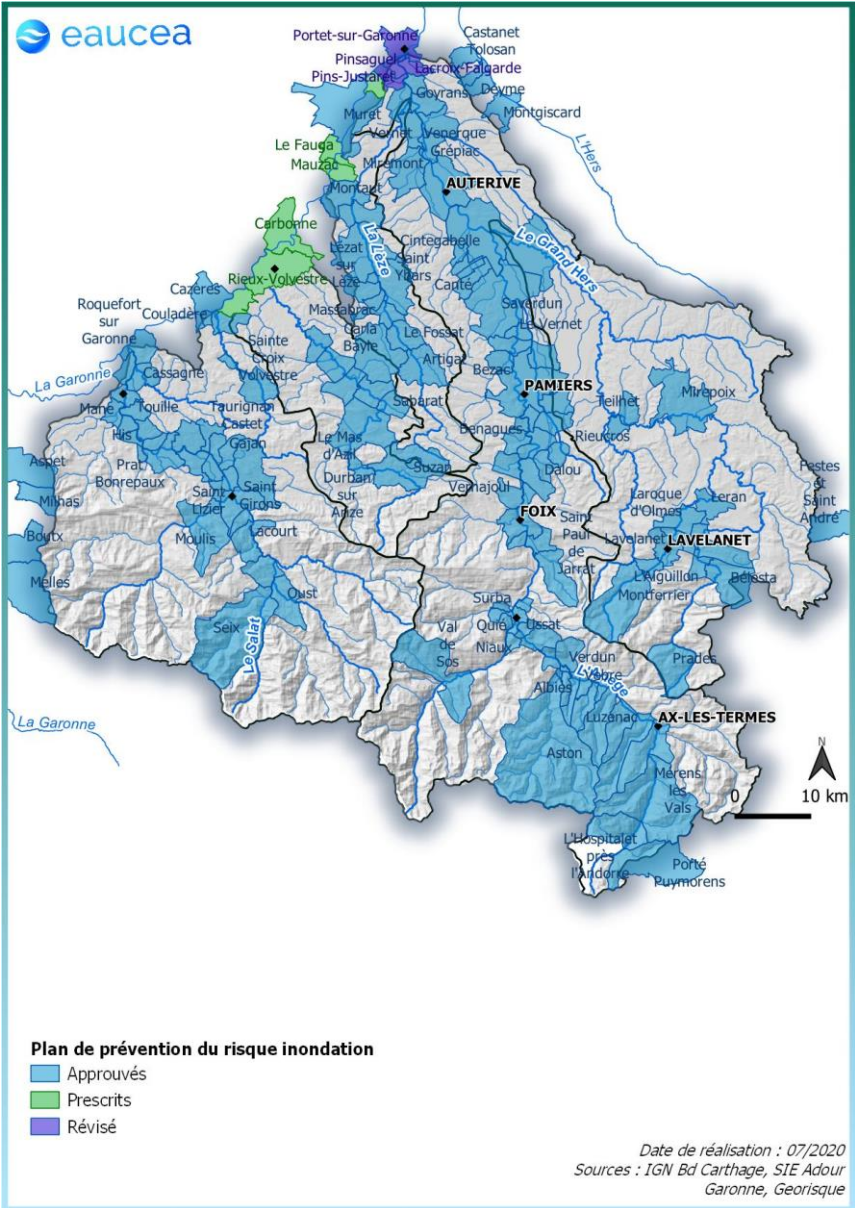 eaucea
Portet-sur-Garonne
Castanet
Tolosan
Pinsaguel
Lacroix-Falgarde
Pins-Justaret
Goyrans
Deyme
Montgiscard
Muret
Vernet
Venerque
Grépiac
L'Hers
Le Fauga
Mauzac
Miremont
AUTERIVE
Montaut
Carbonne
La Lèze
Cintegabelle
Le Grand Hers
Lézat
sur
Lèze
Saint
Ybars
Canté
Rieux-Volvestre
Cazères
Couladère
Roquefort
sur
Garonne
Massabrac
Saverdun
Le Vernet
Carla
Bayle
Le Fossat
Sainte
Croix
Volvestre
Artigat
Bezac
La Garonne
Cassagne
PAMIERS
Mirepoix
Teilhet
Mane
Touille
Taurignan
Castet
Sabarat
His
Gajan
Benagues
Rieucros
Le Mas
d'Azil
Aspet
Prat
Bonrepaux
Suzan
Dalou
Durban
sur
Arize
Vernajoul
Milhas
Saint
Lizier
Saint
Girons
Laroque
d'Olmes
Leran
Pestes
et
Saint
André
FOIX
Saint
Paul
de
Jarrat
Boutx
Moulis
Lacourt
Lavelanet
LAVELANET
Melles
L'Aiguillon
Bélesta
Montferrier
Oust
Surba
Seix
Le Salat
Val
de
Sos
Quié
Ussat
Niaux
Verdun
Prades
L'Ariège
Albiès
Luzenac
AX-LES-TERMES
La Garonne
Aston
Mérens
les
Vals
N
0
10 km
L'Hospitalet
près
l'Andorre
Porté
Puymorens
Plan de prévention du risque inondation
Approuvés
Prescrits
Révisé
Date de réalisation : 07/2020
Sources : IGN Bd Carthage, SIE Adour
Garonne, Georisque